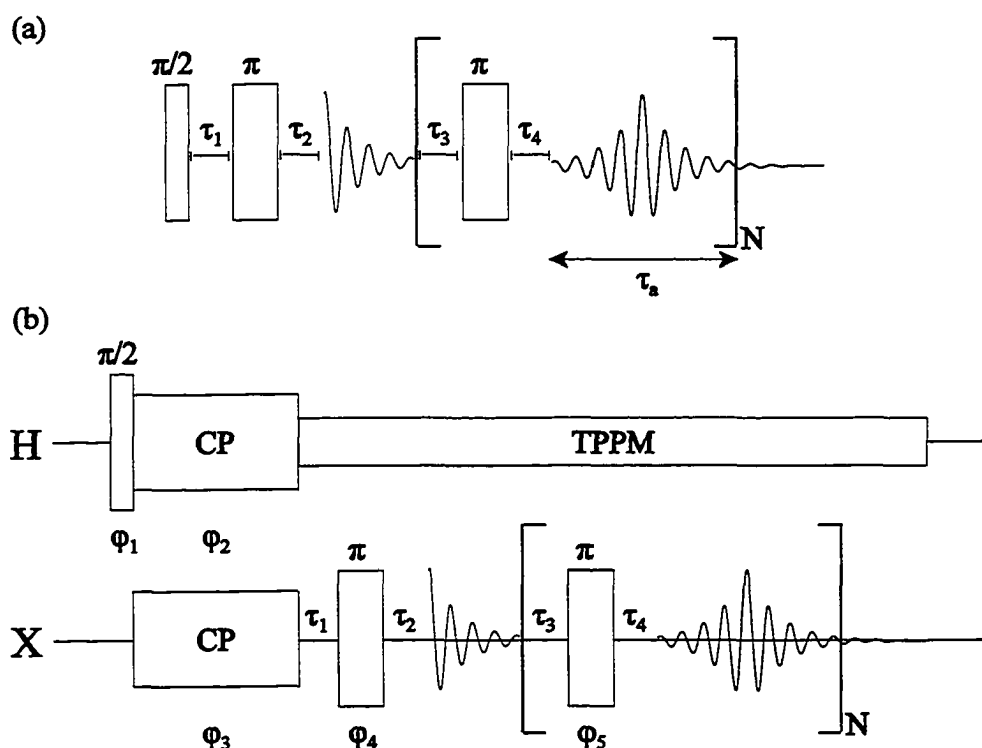 (a)
π/2 π π
τ₁ τ₂ τ₃ τ₄
N
τₐ
(b)
π/2
H CP TPPM
φ₁ φ₂
π π
X CP τ₁ τ₂ τ₃ τ₄
N
φ₃ φ₄ φ₅